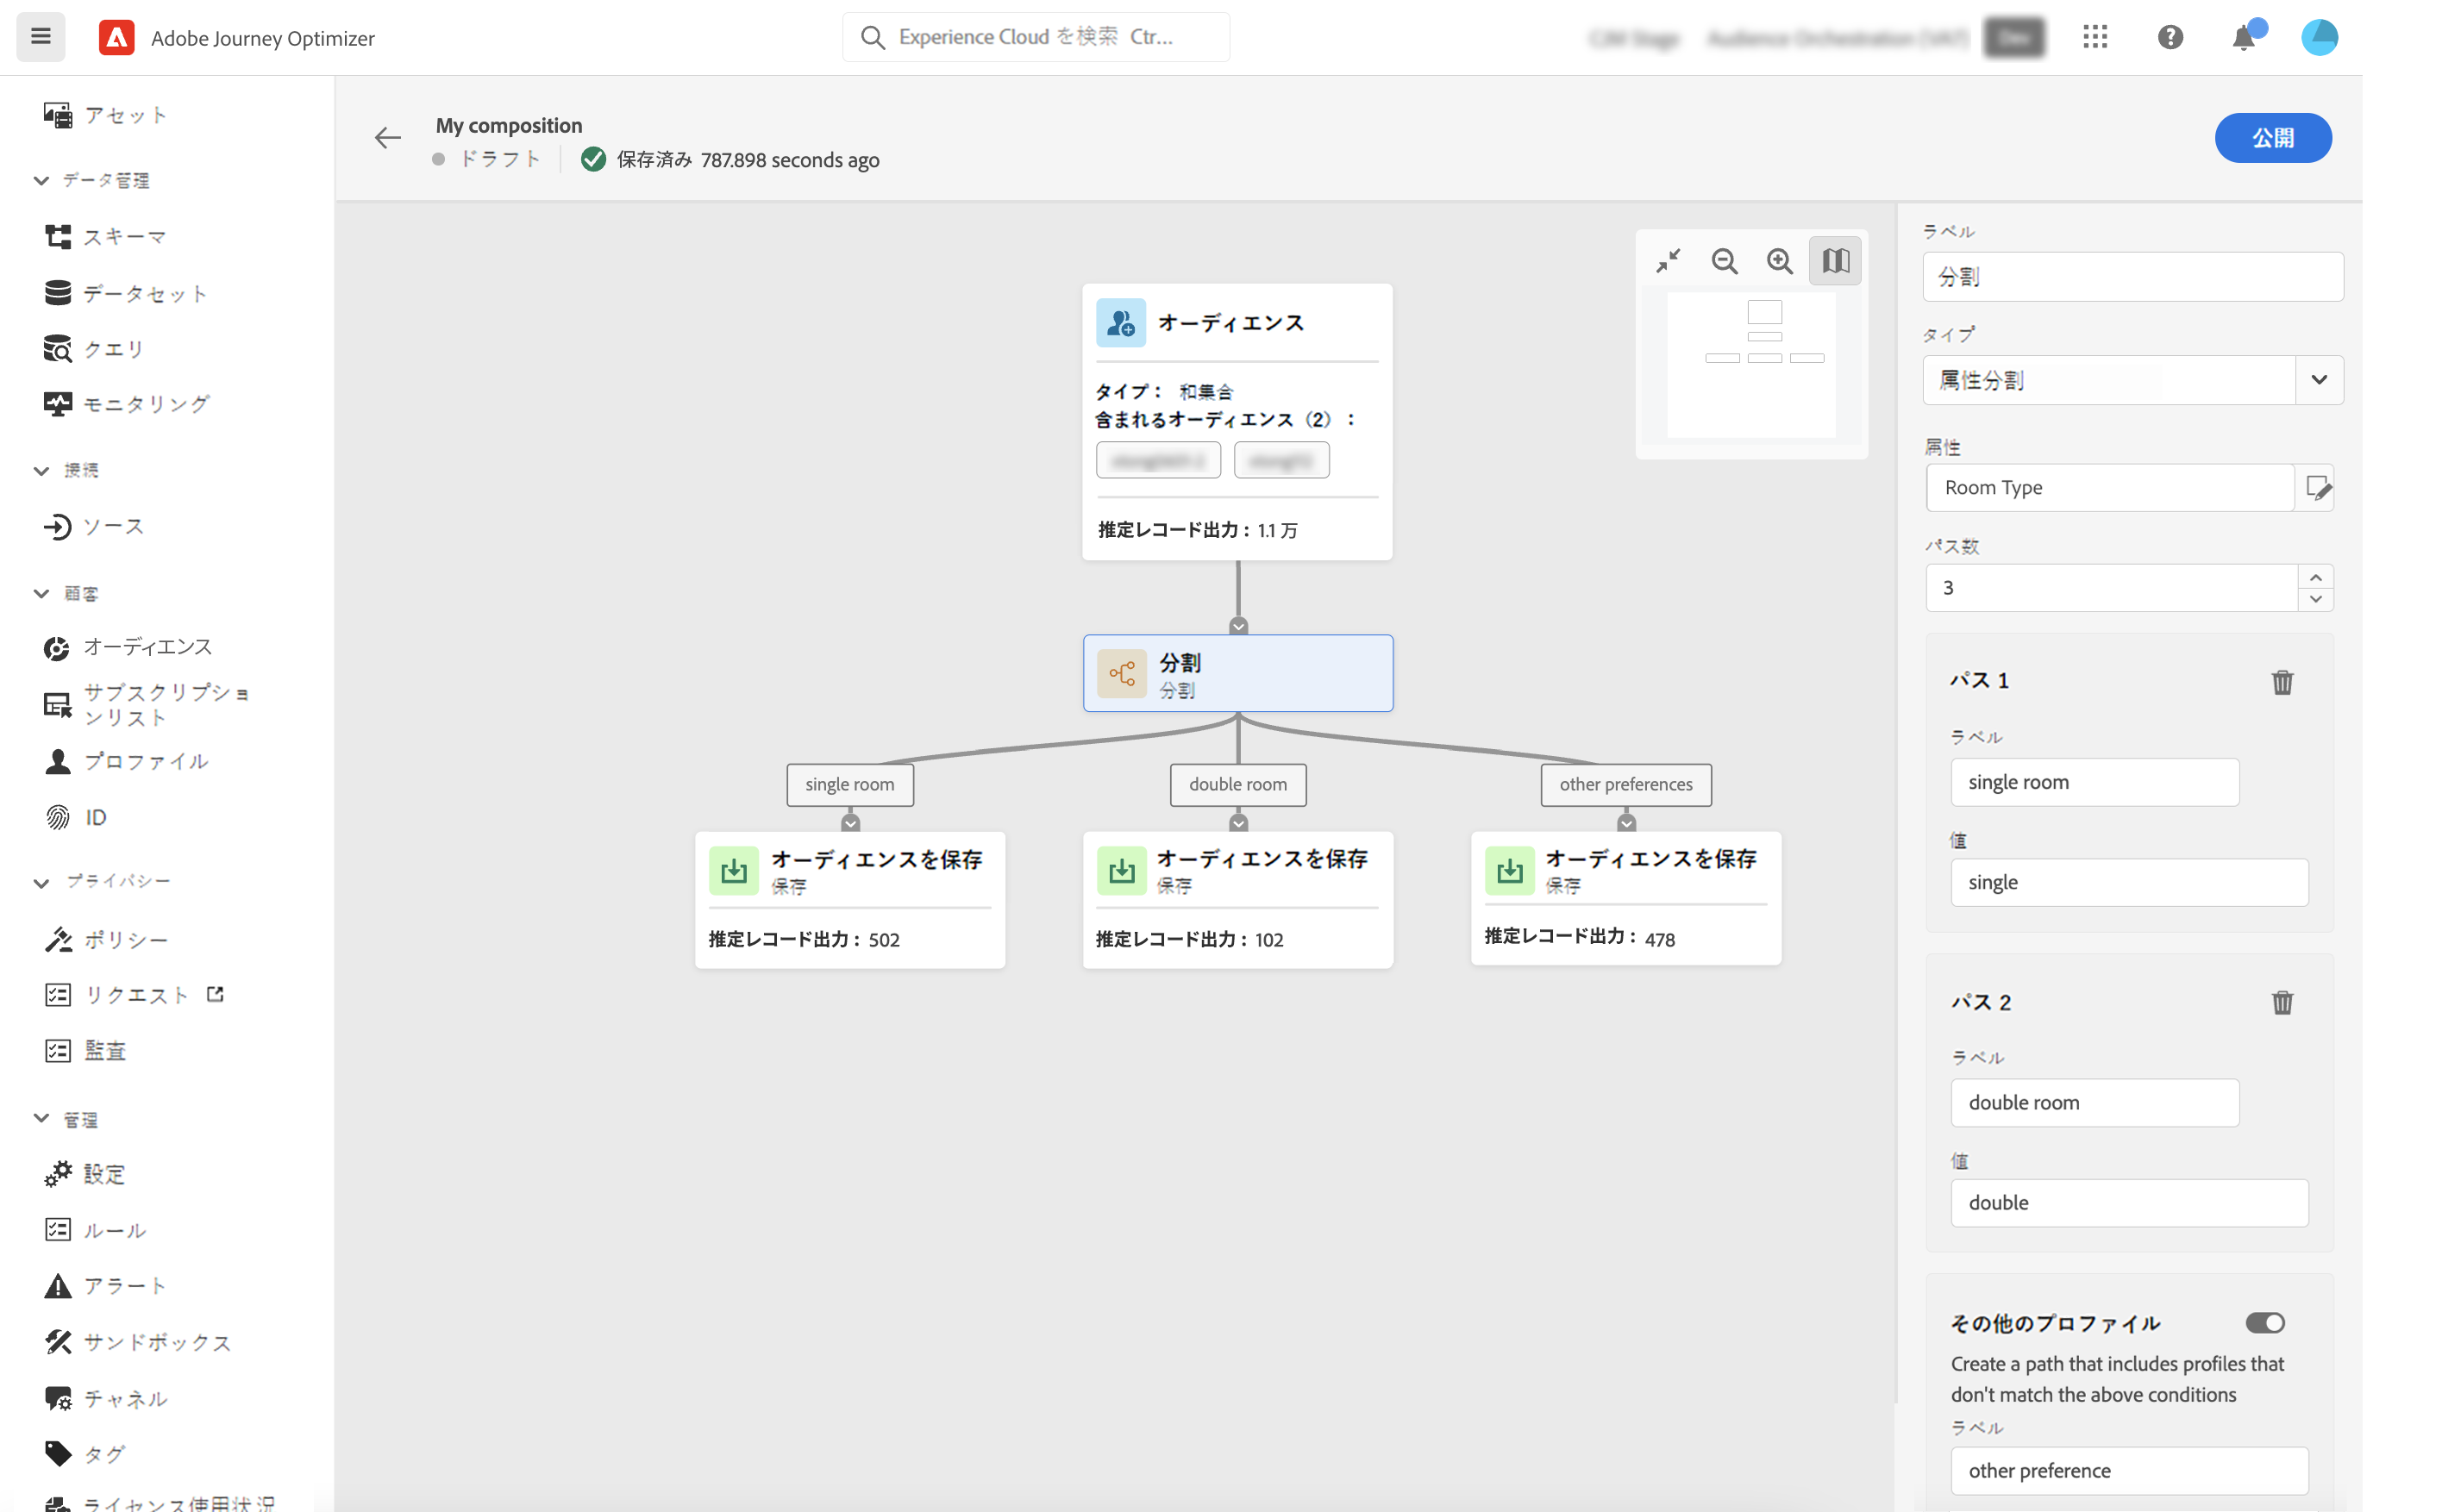 Adobe Journey Optimizer
Experience Cloud を検索 Ctr...
アセット
データ管理
スキーマ
データセット
クエリ
モニタリング
接続
ソース
顧客
オーディエンス
サブスクリプショ
ンリスト
プロファイル
ID
プライバシー
ポリシー
リクエスト
監査
管理
設定
ルール
アラート
サンドボックス
チャネル
タグ
ライセンス使用状況
My composition
ドラフト
保存済み 787.898 seconds ago
公開
オーディエンス
タイプ： 和集合
含まれるオーディエンス（2）：
推定レコード出力： 1.1 万
分割
分割
single room
double room
other preferences
オーディエンスを保存
保存
推定レコード出力： 502
オーディエンスを保存
保存
推定レコード出力： 102
オーディエンスを保存
保存
推定レコード出力： 478
ラベル
分割
タイプ
属性分割
属性
Room Type
パス数
3
パス 1
ラベル
single room
値
single
パス 2
ラベル
double room
値
double
その他のプロファイル
Create a path that includes profiles that
don't match the above conditions
ラベル
other preference